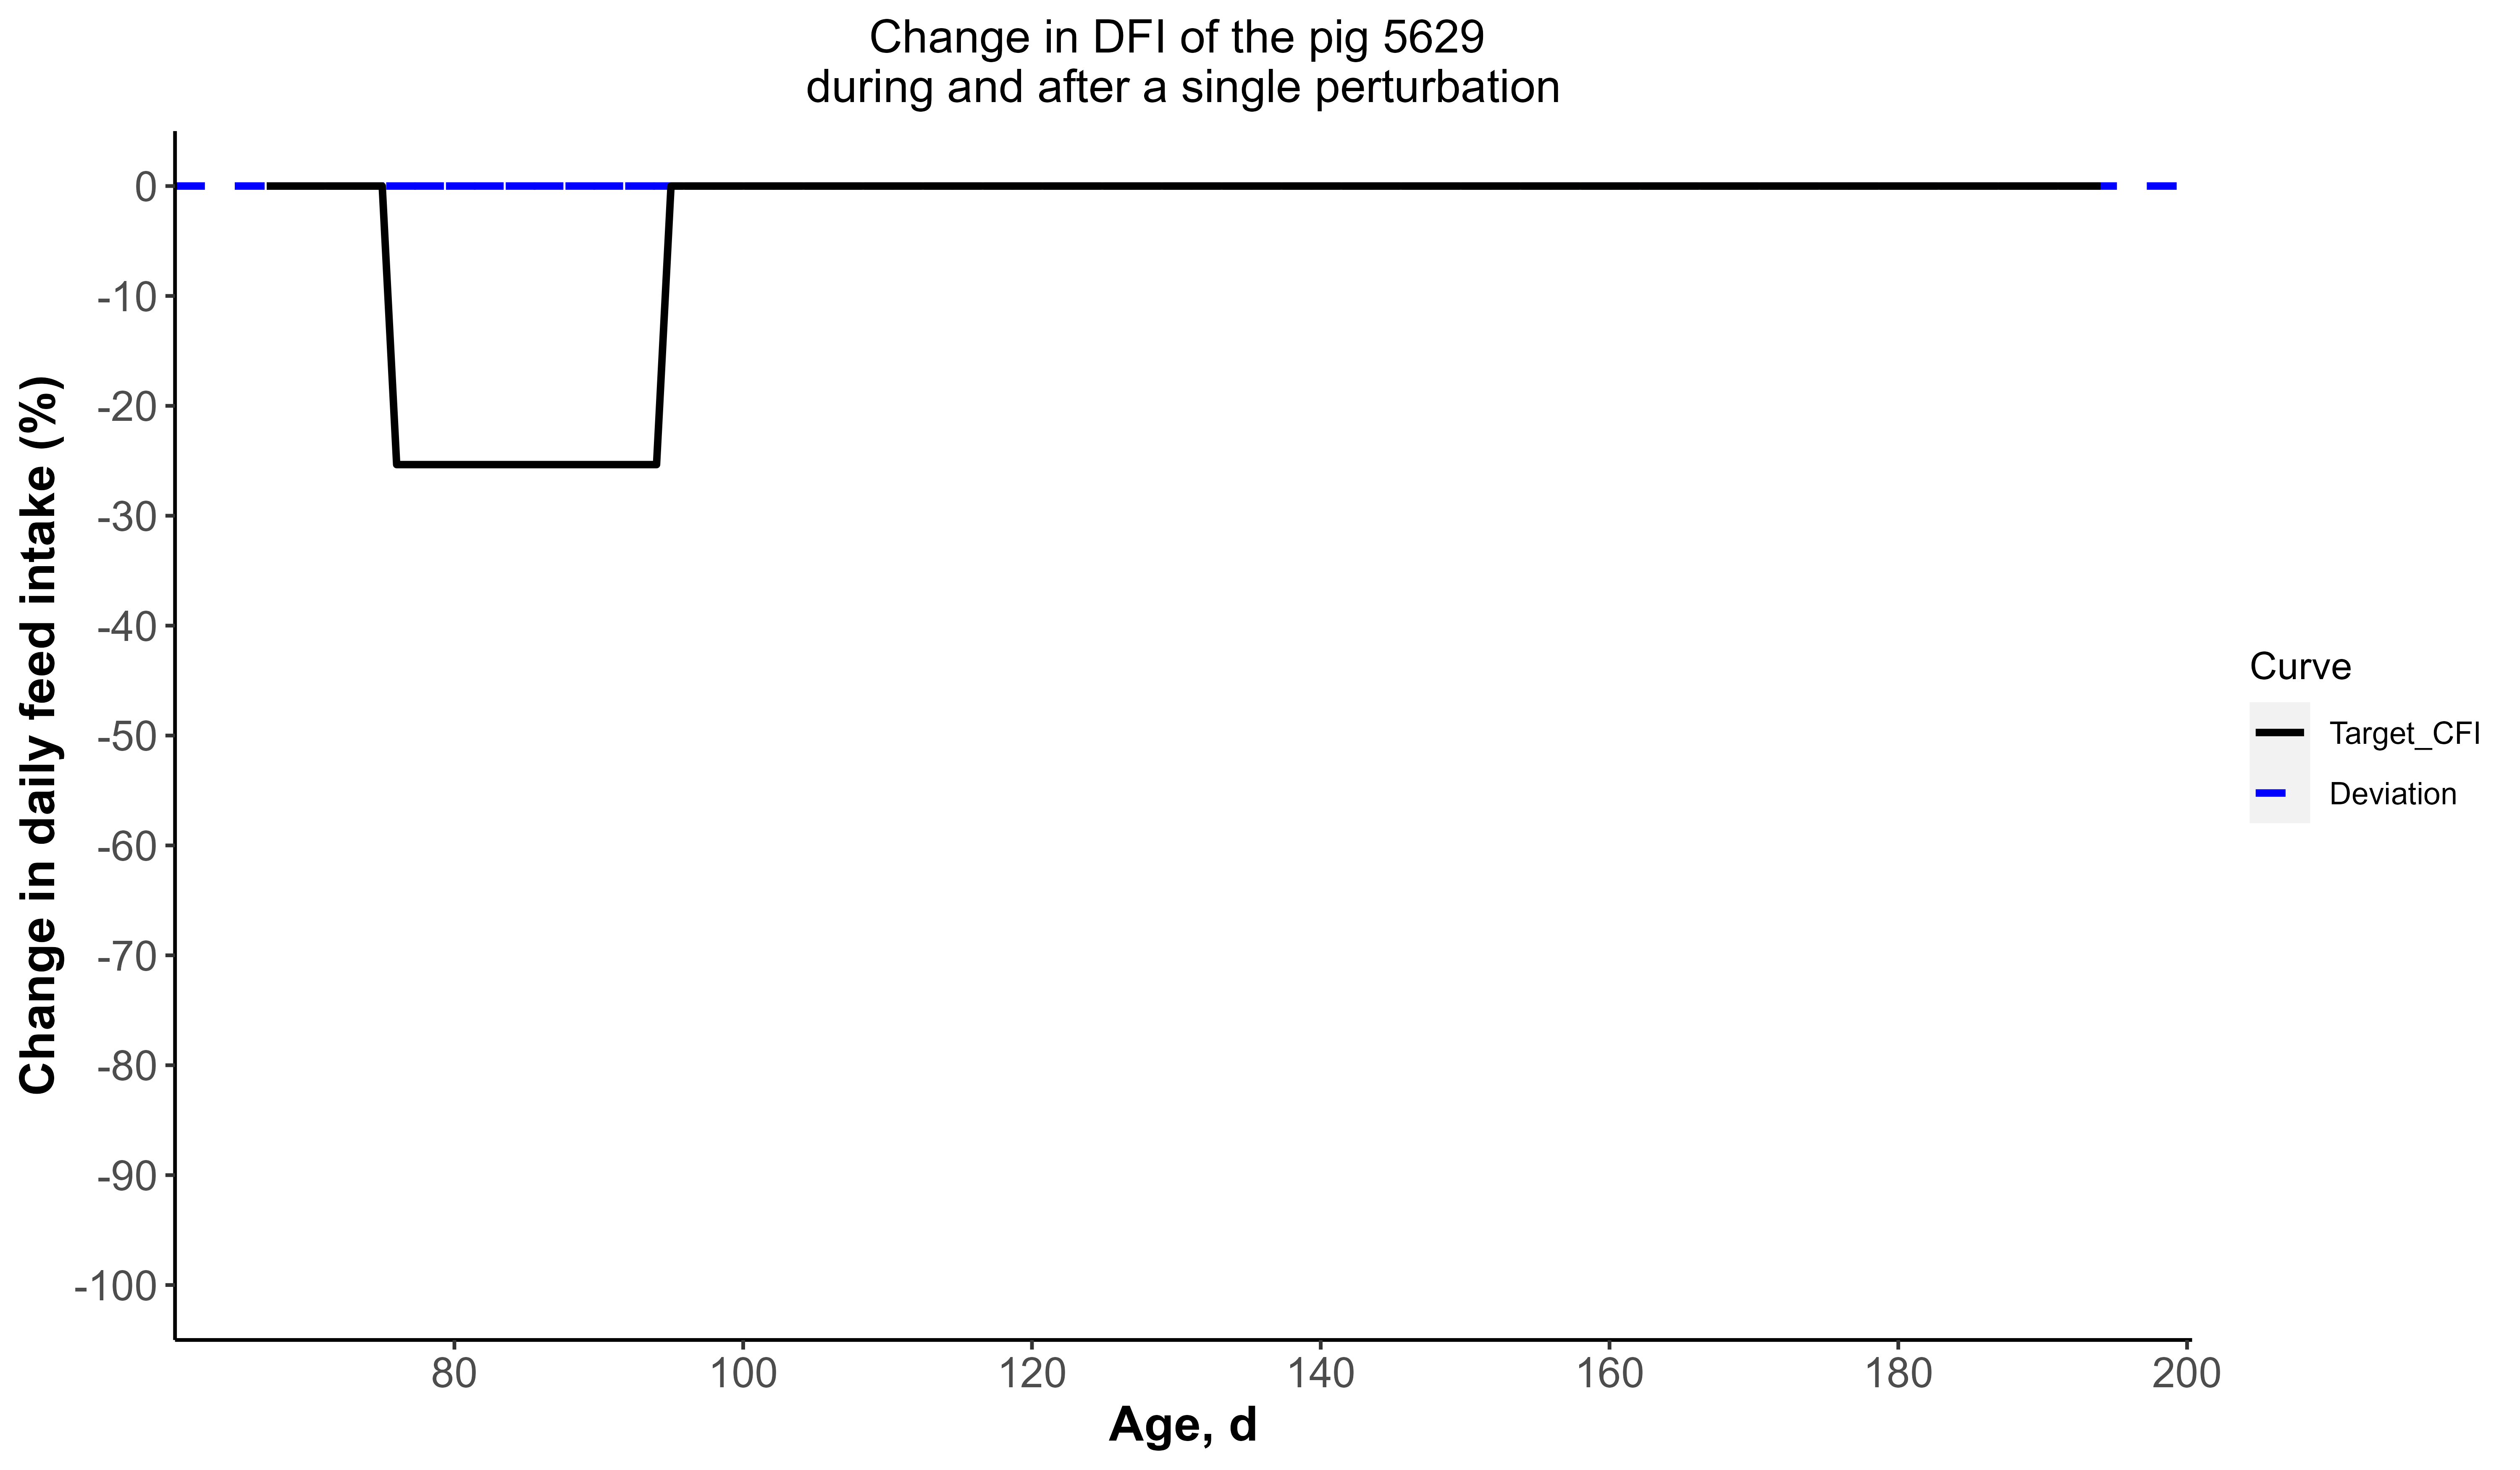 Change in DFI of the pig 5629
during and after a single perturbation
Change in daily feed intake (%)
0
-10
-20
-30
-40
-50
-60
-70
-80
-90
-100
80
100
120
140
160
180
200
Age, d
Curve
Target_CFI
Deviation